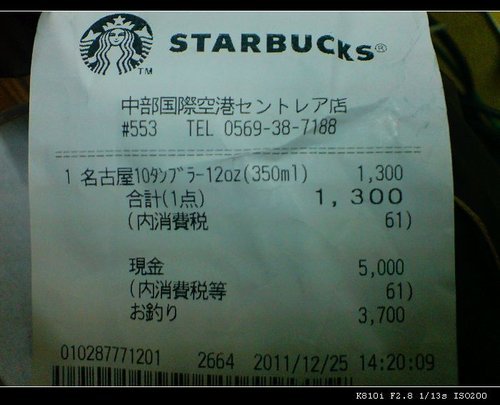 STARBUCKS®
TM
中部国際空港セントレア店
#553 TEL 0569-38-7188
1 名古屋10ﾀﾝﾌﾞﾗｰ12oz(350ml) 1,300
合計(1点) 1,300
(内消費税 61)
現金 5,000
(内消費税等 61)
お釣り 3,700
010287771201 2664 2011/12/25 14:20:09
K810i F2.8 1/13s ISO200